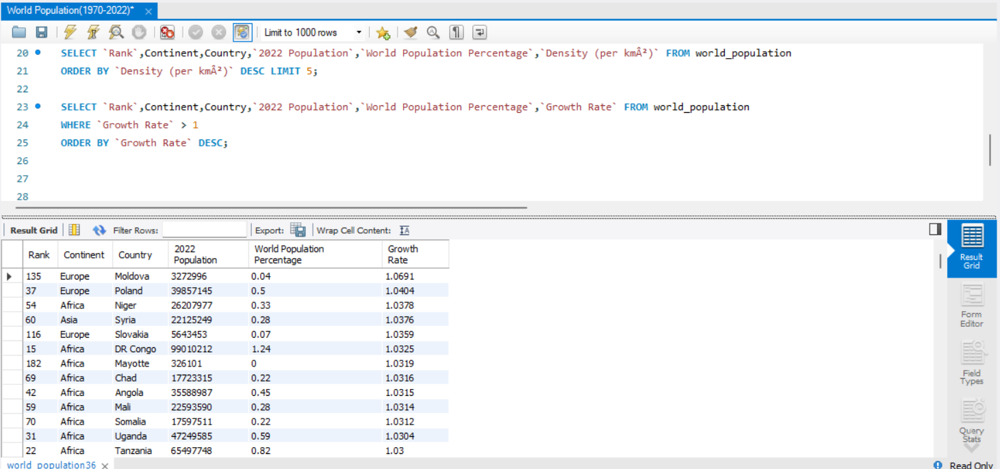 World Population(1970-2022)*
Limit to 1000 rows
20 SELECT `Rank`,Continent,Country,`2022 Population`,`World Population Percentage`,`Density (per kmÂ²)` FROM world_population
21 ORDER BY `Density (per kmÂ²)` DESC LIMIT 5;
22
23 SELECT `Rank`,Continent,Country,`2022 Population`,`World Population Percentage`,`Growth Rate` FROM world_population
24 WHERE `Growth Rate` > 1
25 ORDER BY `Growth Rate` DESC;
26
27
28
Result Grid Filter Rows: Export: Wrap Cell Content: IA
Rank Continent Country 2022 Population World Population Percentage Growth Rate
135 Europe Moldova 3272996 0.04 1.0691
37 Europe Poland 39857145 0.5 1.0404
54 Africa Niger 26207977 0.33 1.0378
60 Asia Syria 22125249 0.28 1.0376
116 Europe Slovakia 5643453 0.07 1.0359
15 Africa DR Congo 99010212 1.24 1.0325
182 Africa Mayotte 326101 0 1.0319
69 Africa Chad 17723315 0.22 1.0316
42 Africa Angola 35588987 0.45 1.0315
59 Africa Mali 22593590 0.28 1.0314
70 Africa Somalia 17597511 0.22 1.0312
31 Africa Uganda 47249585 0.59 1.0304
22 Africa Tanzania 65497748 0.82 1.03
Result
Grid
Form
Editor
Field
Types
Query
Stats
world_population36
Read Only